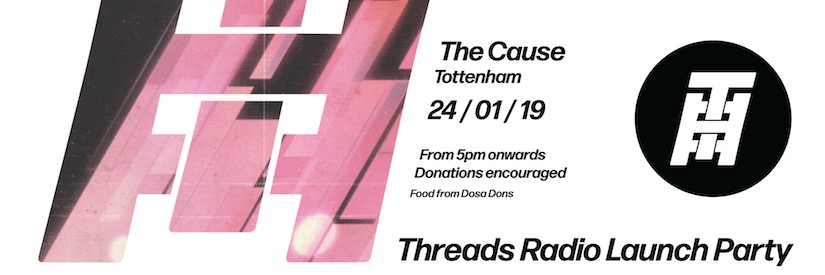 The Cause
Tottenham
24 / 01 / 19
From 5pm onwards
Donations encouraged
Food from Dosa Dons
Threads Radio Launch Party